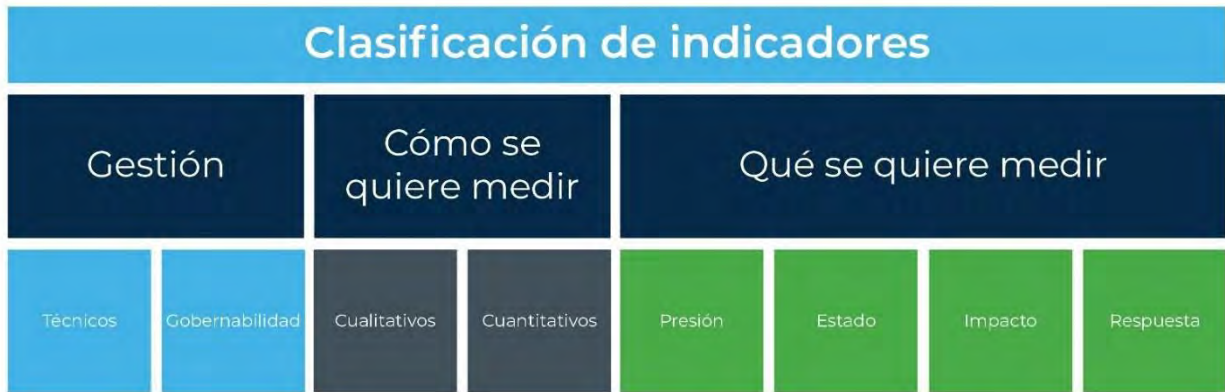 Clasificación de indicadores
Gestión
Cómo se
quiere medir
Qué se quiere medir
Técnicos
Gobernabilidad
Cualitativos
Cuantitativos
Presión
Estado
Impacto
Respuesta